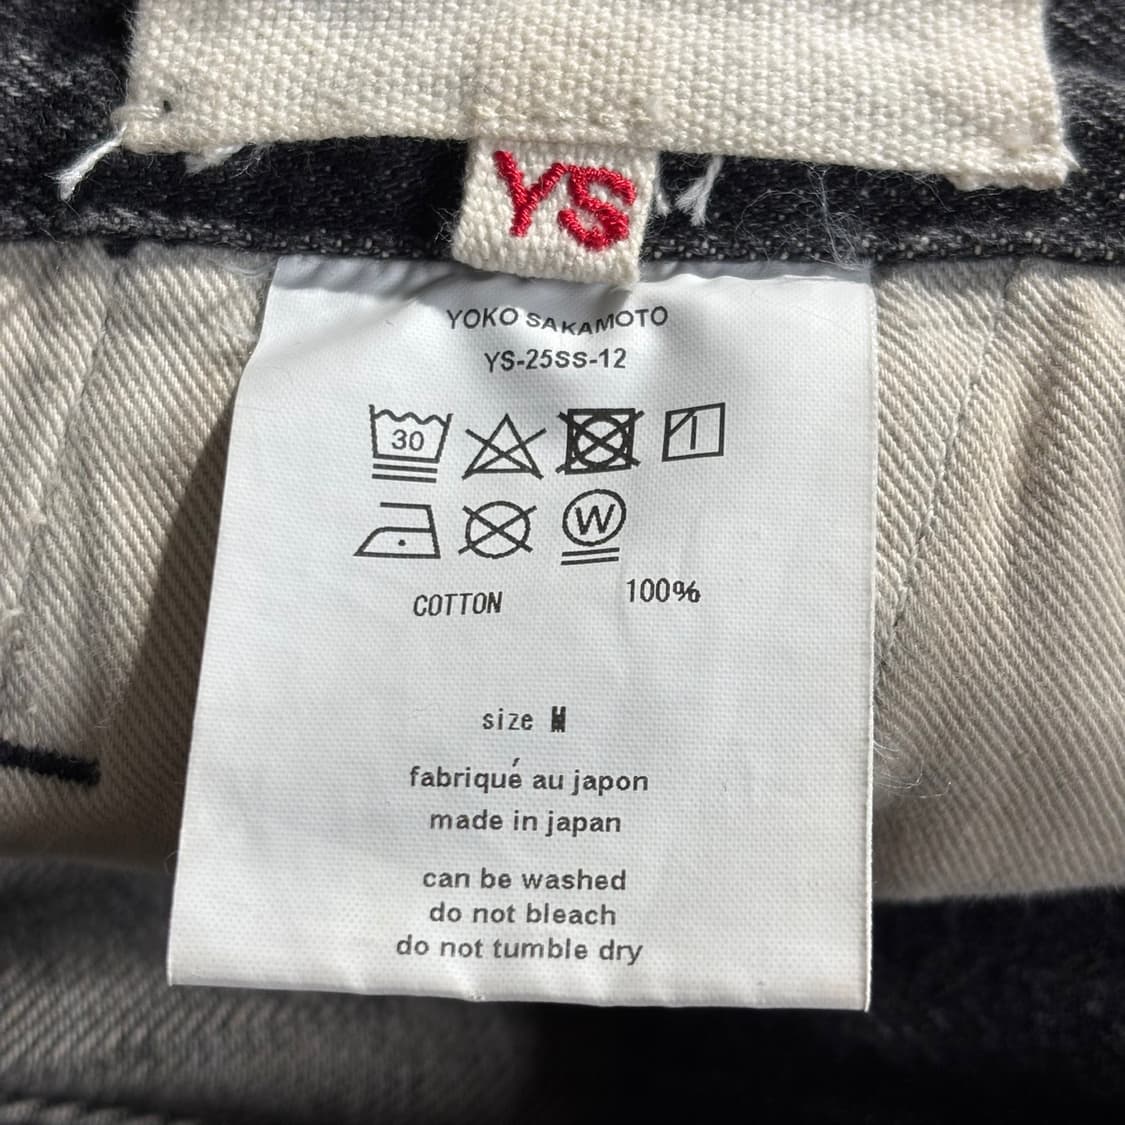 YS
YOKO SAKAMOTO
YS-25SS-12
30
W
COTTON 100%
size M
fabriqué au japon
made in japan
can be washed
do not bleach
do not tumble dry